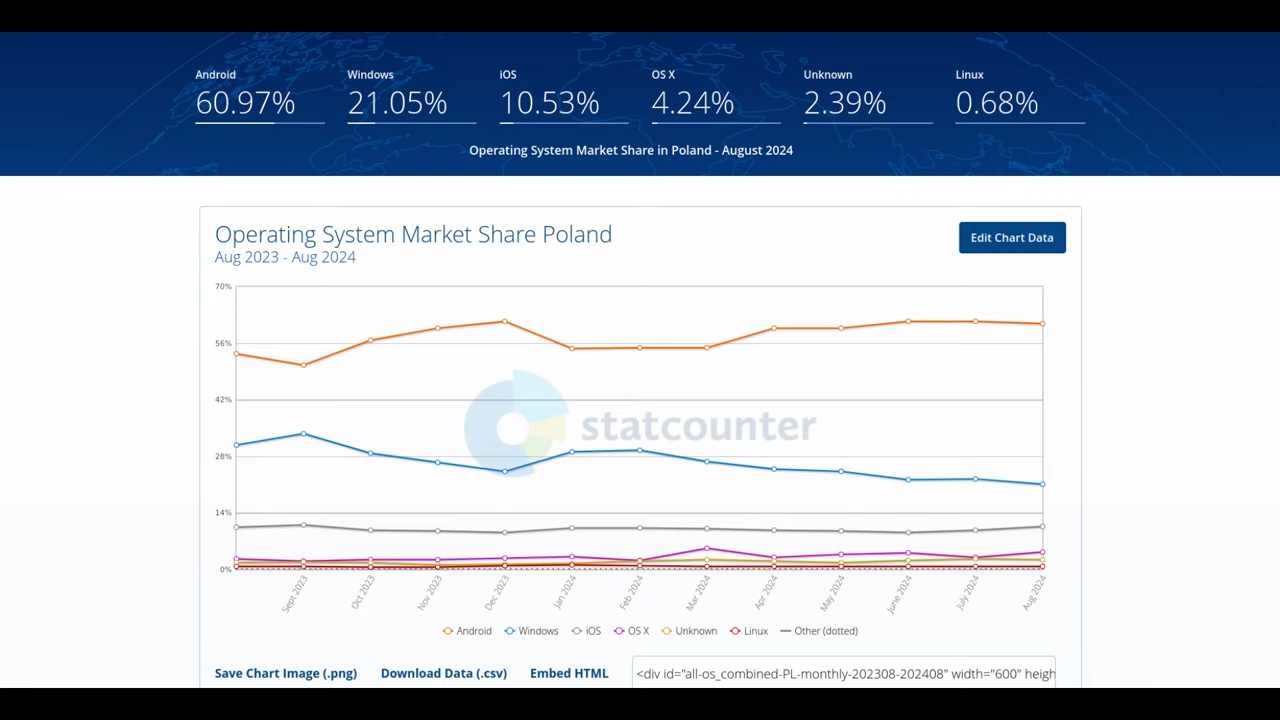 Android Windows iOS OS X Unknown Linux
60.97% 21.05% 10.53% 4.24% 2.39% 0.68%
Operating System Market Share in Poland - August 2024
Operating System Market Share Poland
Edit Chart Data
Aug 2023 - Aug 2024
70%
56%
42%
statcounter
28%
14%
0%
Sept 2023 Oct 2023 Nov 2023 Dec 2023 Jan 2024 Feb 2024 Mar 2024 Apr 2024 May 2024 June 2024 July 2024 Aug 2024
Android Windows iOS OS X Unknown Linux Other (dotted)
Save Chart Image (.png) Download Data (.csv) Embed HTML <div id="all-os_combined-PL-monthly-202308-202408" width="600" heigh